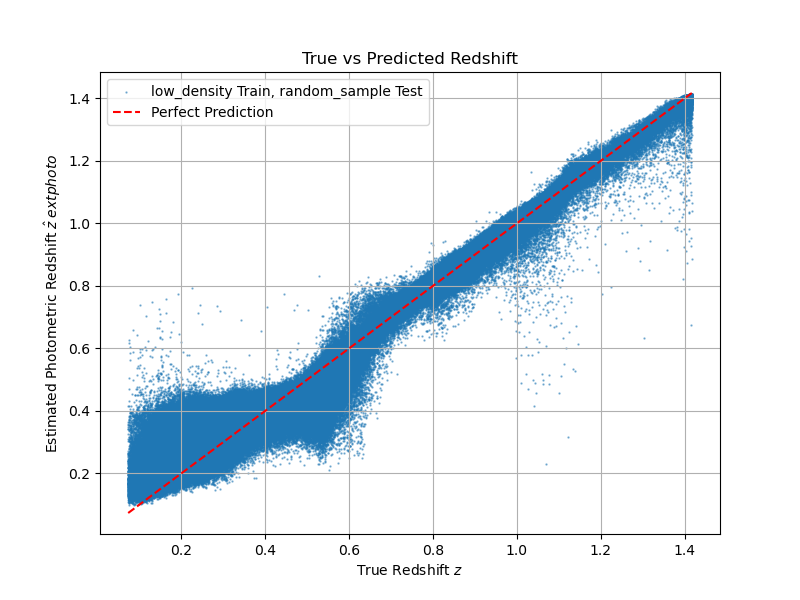 True vs Predicted Redshift
low_density Train, random_sample Test
Perfect Prediction
Estimated Photometric Redshift ẑ extphoto
1.4
1.2
1.0
0.8
0.6
0.4
0.2
0.2 0.4 0.6 0.8 1.0 1.2 1.4
True Redshift z